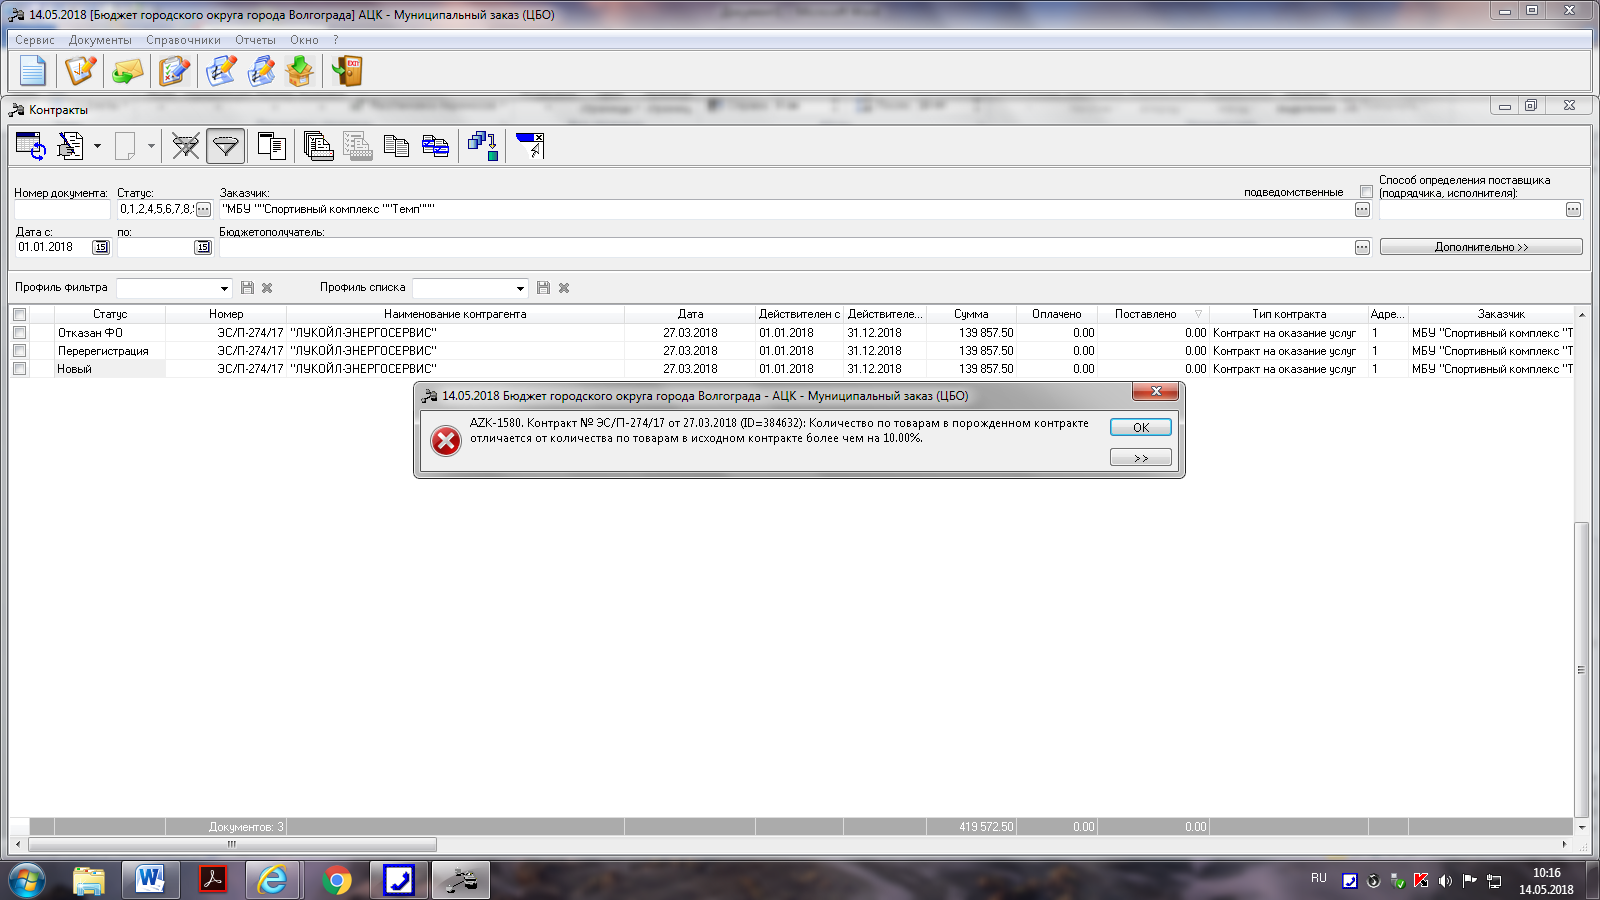 14.05.2018 [Бюджет городского округа города Волгограда] АЦК - Муниципальный заказ (ЦБО)
Сервис Документы Справочники Отчеты Окно ?
EXIT
Контракты
Номер документа: Статус: Заказчик: подведомственные Способ определения поставщика (подрядчика, исполнителя):
0,1,2,4,5,6,7,8, ... "МБУ ""Спортивный комплекс ""Темп""" ... ...
Дата с: по: Бюджетополучатель:
01.01.2018 15 15 ... Дополнительно >>
Профиль фильтра Профиль списка
Статус Номер Наименование контрагента Дата Действителен с Действителе... Сумма Оплачено Поставлено Тип контракта Адре... Заказчик
Отказан ФО ЭС/П-274/17 "ЛУКОЙЛ-ЭНЕРГОСЕРВИС" 27.03.2018 01.01.2018 31.12.2018 139 857.50 0.00 0.00 Контракт на оказание услуг 1 МБУ "Спортивный комплекс "Т
Перерегистрация ЭС/П-274/17 "ЛУКОЙЛ-ЭНЕРГОСЕРВИС" 27.03.2018 01.01.2018 31.12.2018 139 857.50 0.00 0.00 Контракт на оказание услуг 1 МБУ "Спортивный комплекс "Т
Новый ЭС/П-274/17 "ЛУКОЙЛ-ЭНЕРГОСЕРВИС" 27.03.2018 01.01.2018 31.12.2018 139 857.50 0.00 0.00 Контракт на оказание услуг 1 МБУ "Спортивный комплекс "Т
14.05.2018 Бюджет городского округа города Волгограда - АЦК - Муниципальный заказ (ЦБО)
AZK-1580. Контракт № ЭС/П-274/17 от 27.03.2018 (ID=384632): Количество по товарам в порожденном контракте
отличается от количества по товарам в исходном контракте более чем на 10.00%.
OK
>>
Документов: 3 419 572.50 0.00 0.00
RU 10:16
14.05.2018